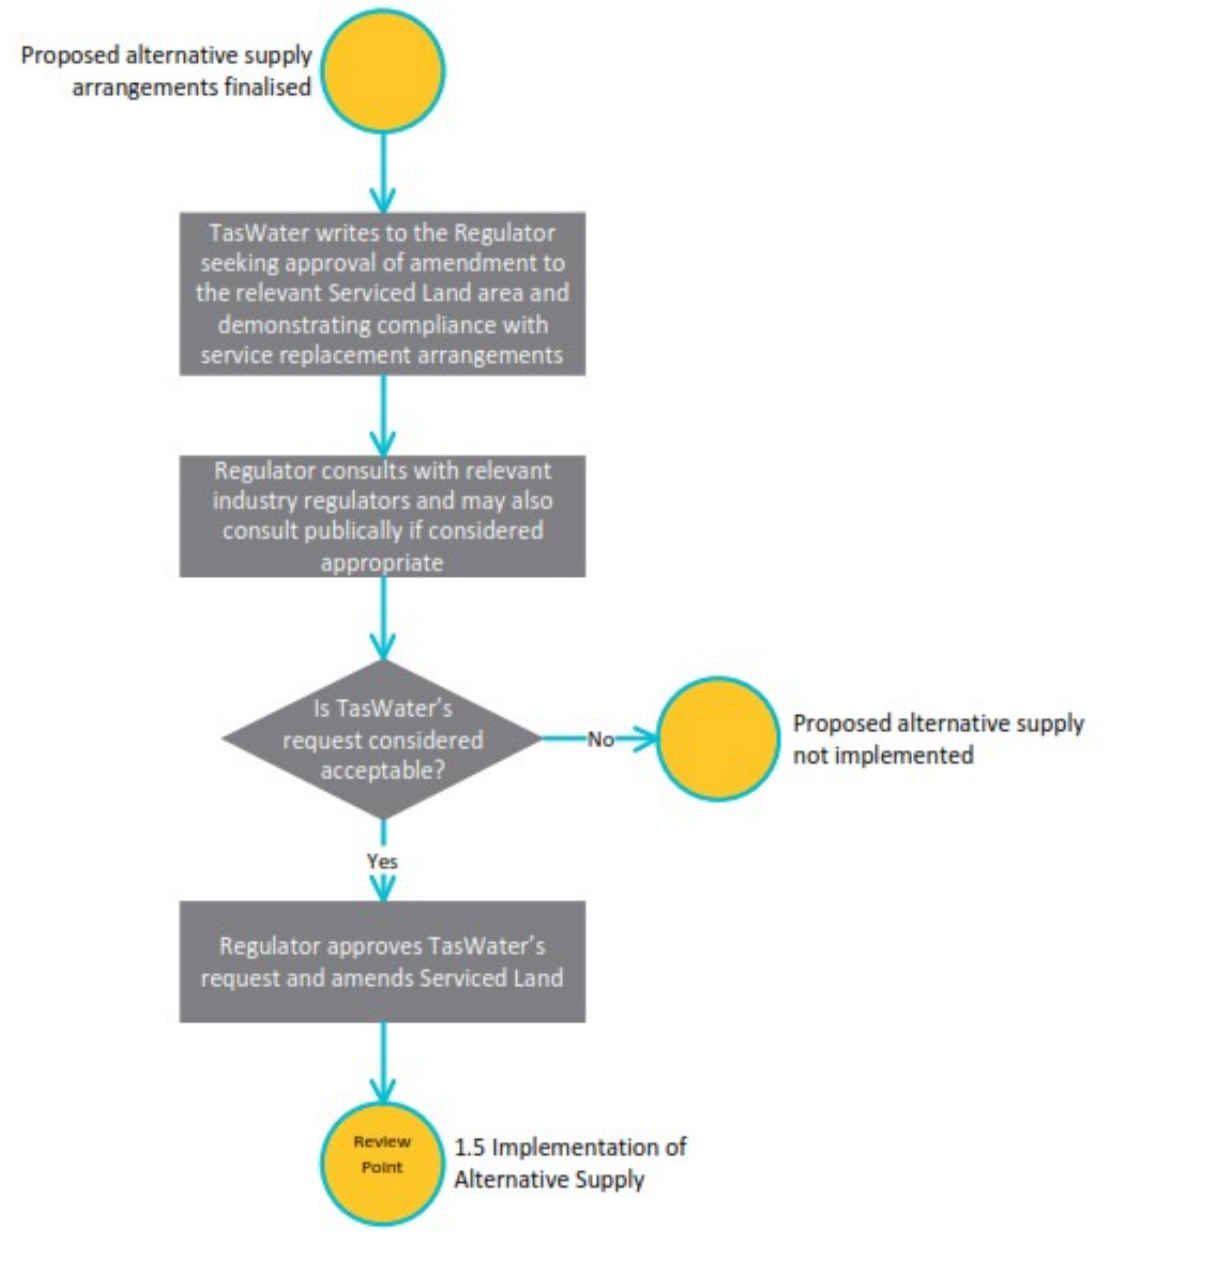 Proposed alternative supply
arrangements finalised
TasWater writes to the Regulator
seeking approval of amendment to
the relevant Serviced Land area and
demonstrating compliance with
service replacement arrangements
Regulator consults with relevant
industry regulators and may also
consult publically if considered
appropriate
Is TasWater’s
request considered
acceptable?
No
Proposed alternative supply
not implemented
Yes
Regulator approves TasWater’s
request and amends Serviced Land
Review
Point
1.5 Implementation of
Alternative Supply